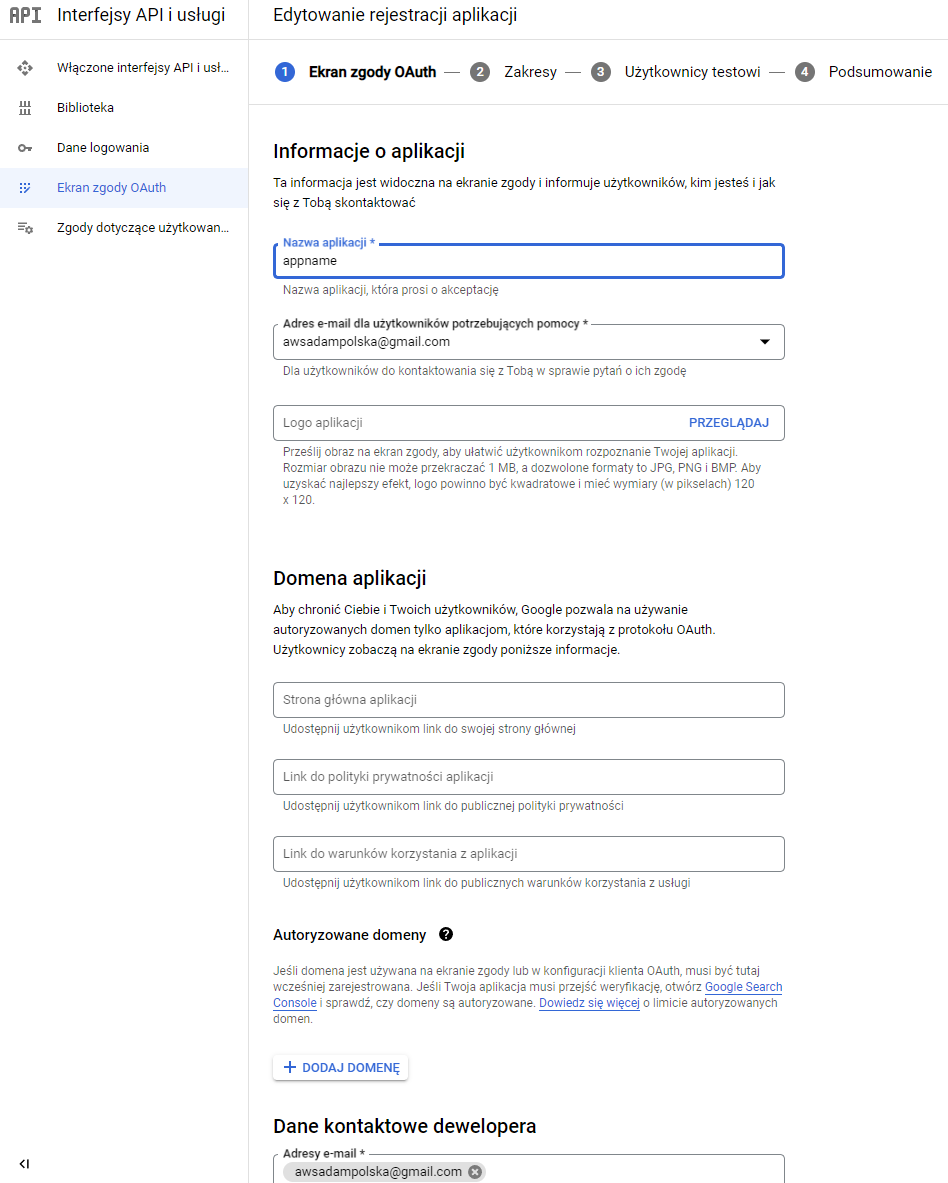 API Interfejsy API i usługi
Edytowanie rejestracji aplikacji
Włączone interfejsy API i usł...
Biblioteka
Dane logowania
Ekran zgody OAuth
Zgody dotyczące użytkowan...
1 Ekran zgody OAuth — 2 Zakresy — 3 Użytkownicy testowi — 4 Podsumowanie
Informacje o aplikacji
Ta informacja jest widoczna na ekranie zgody i informuje użytkowników, kim jesteś i jak
się z Tobą skontaktować
Nazwa aplikacji *
appname
Nazwa aplikacji, która prosi o akceptację
Adres e-mail dla użytkowników potrzebujących pomocy *
awsadampolska@gmail.com
Dla użytkowników do kontaktowania się z Tobą w sprawie pytań o ich zgodę
Logo aplikacji PRZEGLĄDAJ
Prześlij obraz na ekran zgody, aby ułatwić użytkownikom rozpoznanie Twojej aplikacji.
Rozmiar obrazu nie może przekraczać 1 MB, a dozwolone formaty to JPG, PNG i BMP. Aby
uzyskać najlepszy efekt, logo powinno być kwadratowe i mieć wymiary (w pikselach) 120
x 120.
Domena aplikacji
Aby chronić Ciebie i Twoich użytkowników, Google pozwala na używanie
autoryzowanych domen tylko aplikacjom, które korzystają z protokołu OAuth.
Użytkownicy zobaczą na ekranie zgody poniższe informacje.
Strona główna aplikacji
Udostępnij użytkownikom link do swojej strony głównej
Link do polityki prywatności aplikacji
Udostępnij użytkownikom link do publicznej polityki prywatności
Link do warunków korzystania z aplikacji
Udostępnij użytkownikom link do publicznych warunków korzystania z usługi
Autoryzowane domeny ?
Jeśli domena jest używana na ekranie zgody lub w konfiguracji klienta OAuth, musi być tutaj
wcześniej zarejestrowana. Jeśli Twoja aplikacja musi przejść weryfikację, otwórz Google Search
Console i sprawdź, czy domeny są autoryzowane. Dowiedz się więcej o limicie autoryzowanych
domen.
+ DODAJ DOMENĘ
Dane kontaktowe dewelopera
Adresy e-mail *
awsadampolska@gmail.com